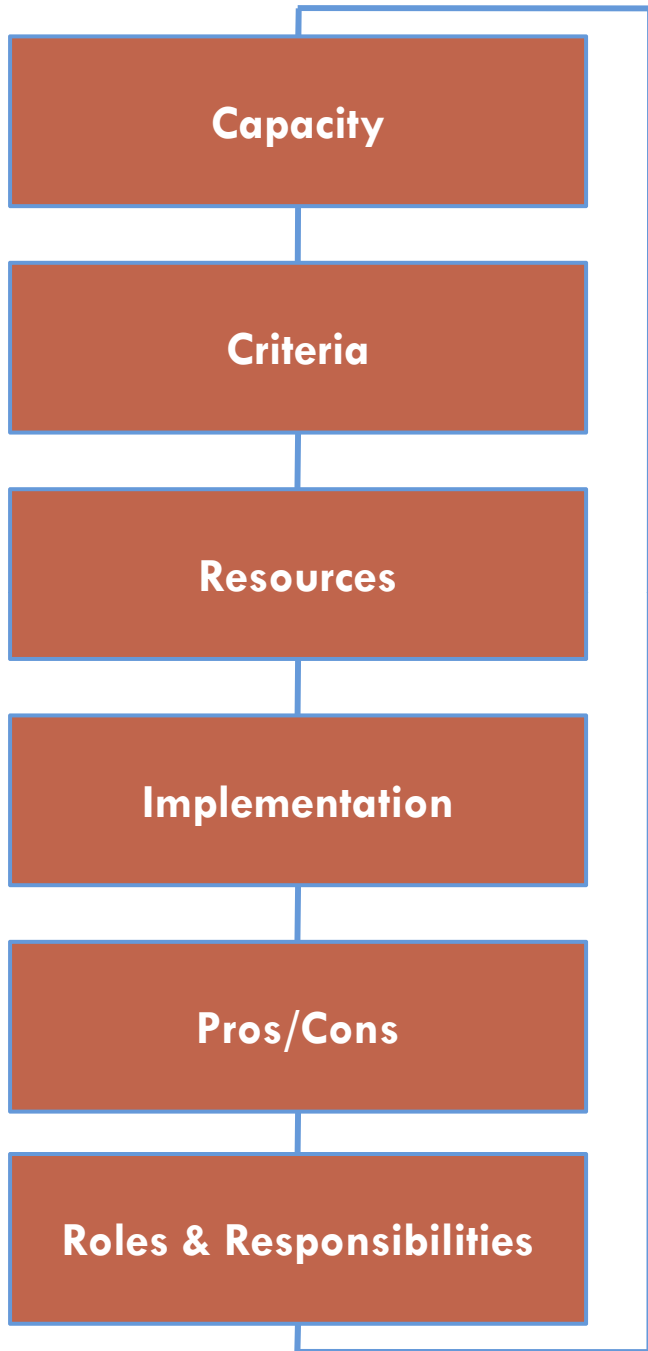 Capacity
Criteria
Resources
Implementation
Pros/Cons
Roles & Responsibilities